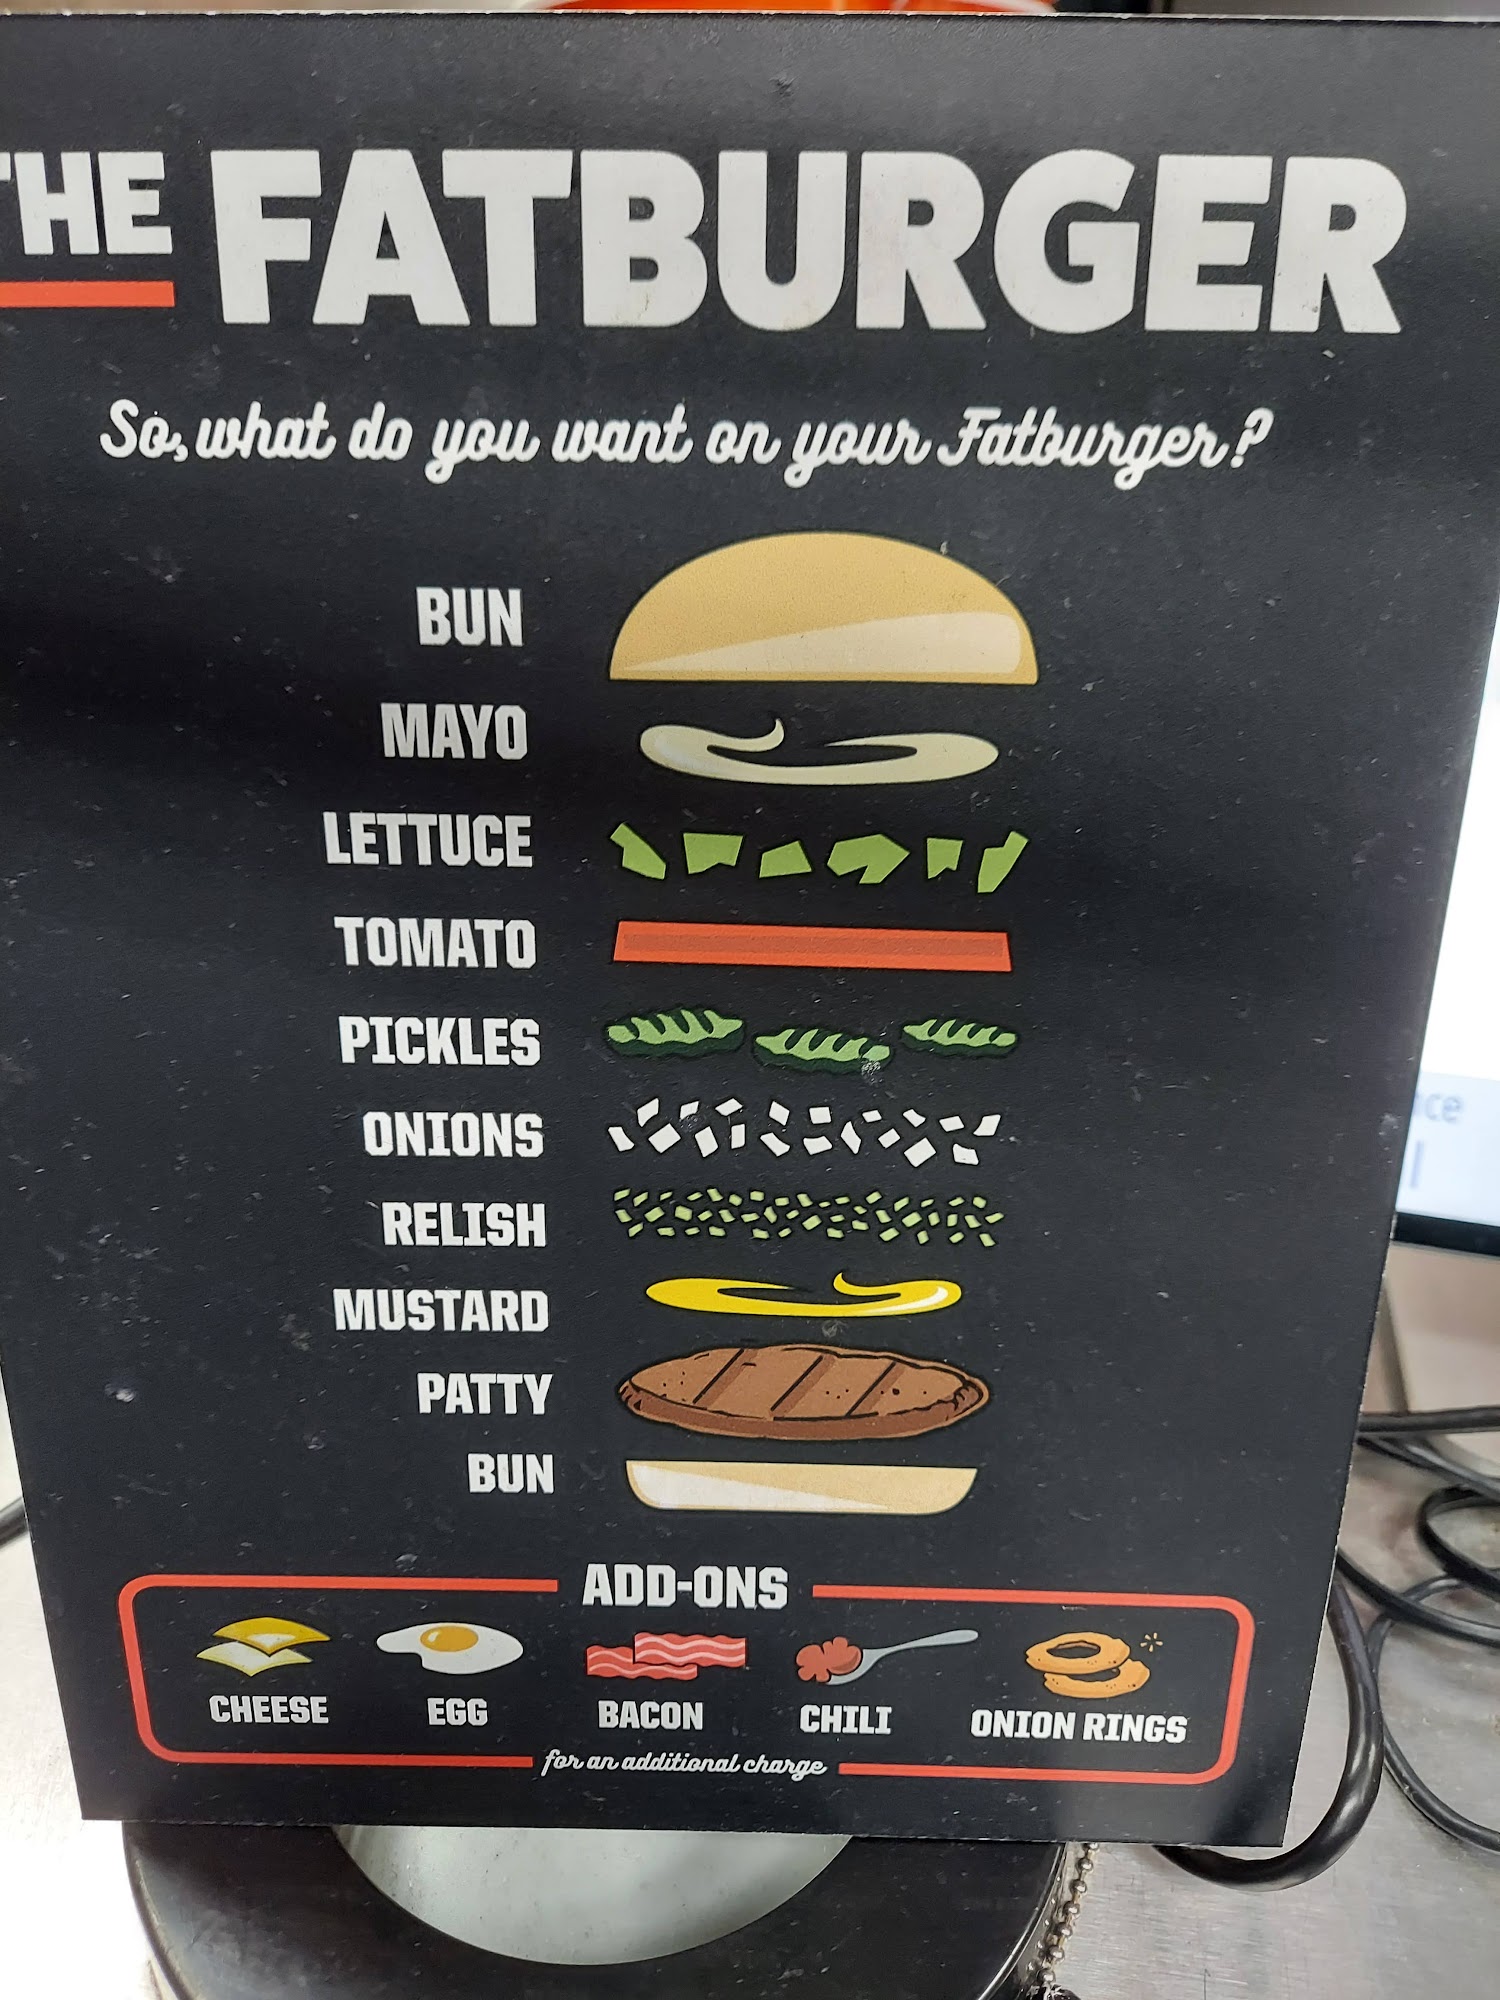 THE FATBURGER
So, what do you want on your Fatburger?
BUN
MAYO
LETTUCE
TOMATO
PICKLES
ONIONS
RELISH
MUSTARD
PATTY
BUN
ADD-ONS
CHEESE EGG BACON CHILI ONION RINGS
for an additional charge